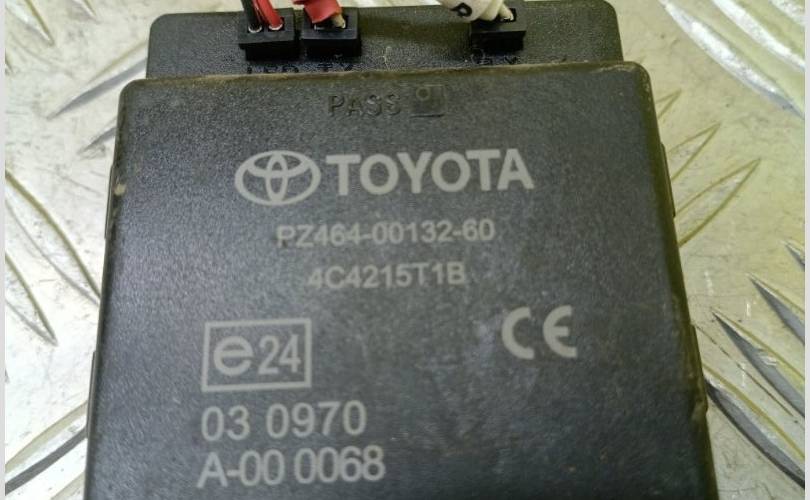 PASS
TOYOTA
PZ464-00132-60
4C4215T1B
e24
CE
03 0970
A-00 0068